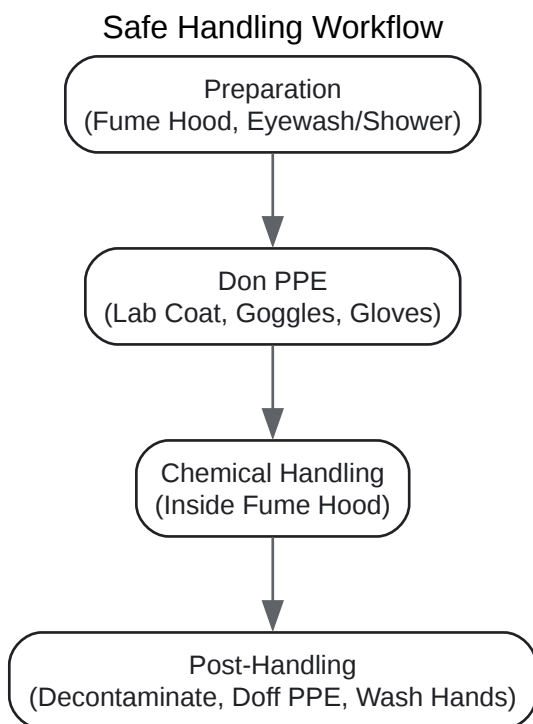 Safe Handling Workflow
Preparation
(Fume Hood, Eyewash/Shower)
Don PPE
(Lab Coat, Goggles, Gloves)
Chemical Handling
(Inside Fume Hood)
Post-Handling
(Decontaminate, Doff PPE, Wash Hands)